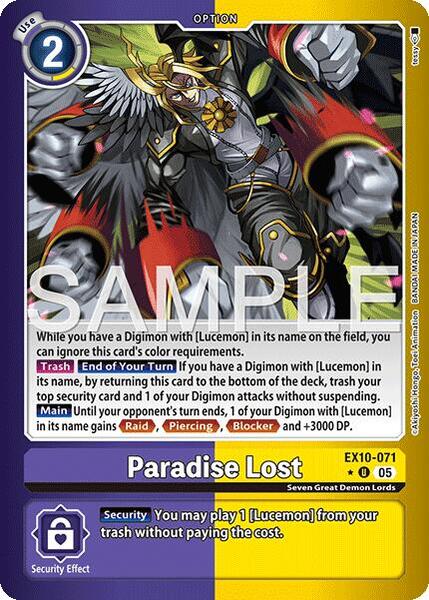 OPTION
Use
2
tessy
SAMPLE
While you have a Digimon with [Lucemon] in its name on the field, you
can ignore this card's color requirements.
Trash End of Your Turn If you have a Digimon with [Lucemon] in
its name, by returning this card to the bottom of the deck, trash your
top security card and 1 of your Digimon attacks without suspending.
Main Until your opponent's turn ends, 1 of your Digimon with [Lucemon]
in its name gains Raid, Piercing, Blocker and +3000 DP.
©Akiyoshi Hongo, Toei Animation BANDAI MADE IN JAPAN
EX10-071
Paradise Lost
U 05
Seven Great Demon Lords
Security You may play 1 [Lucemon] from your
trash without paying the cost.
Security Effect